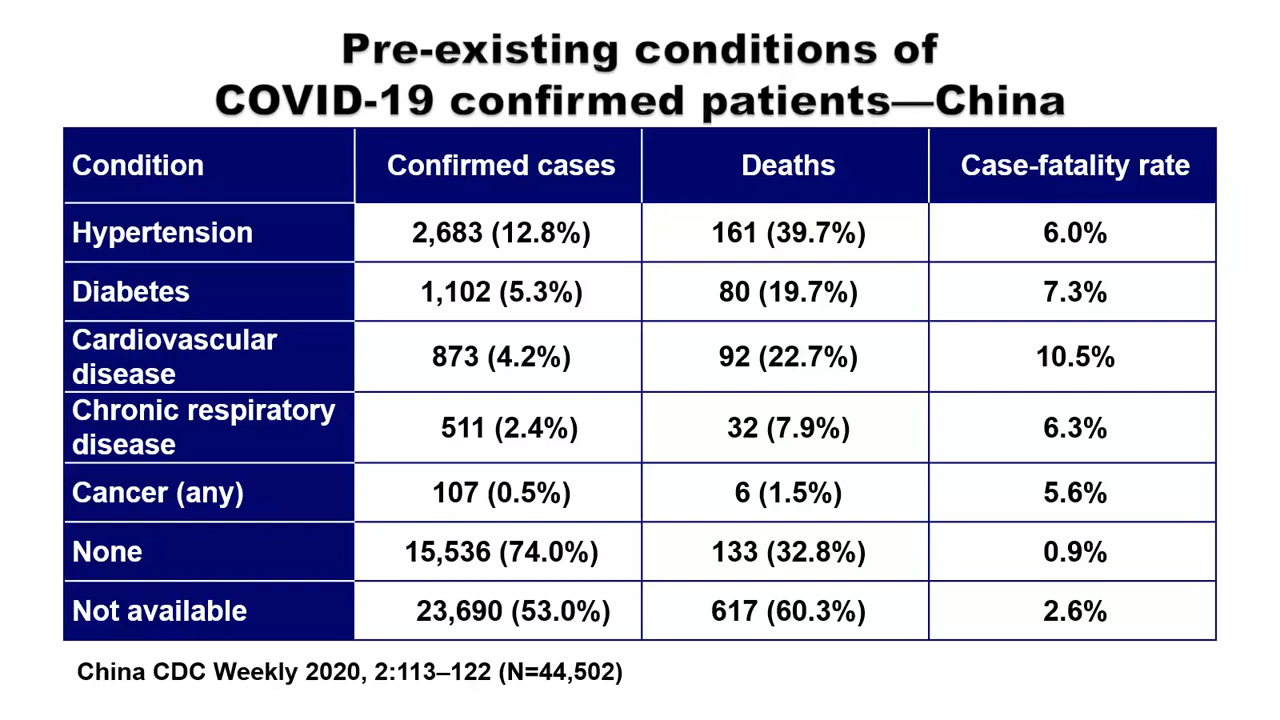 Pre-existing conditions of
COVID-19 confirmed patients—China
Condition Confirmed cases Deaths Case-fatality rate
Hypertension 2,683 (12.8%) 161 (39.7%) 6.0%
Diabetes 1,102 (5.3%) 80 (19.7%) 7.3%
Cardiovascular
disease 873 (4.2%) 92 (22.7%) 10.5%
Chronic respiratory
disease 511 (2.4%) 32 (7.9%) 6.3%
Cancer (any) 107 (0.5%) 6 (1.5%) 5.6%
None 15,536 (74.0%) 133 (32.8%) 0.9%
Not available 23,690 (53.0%) 617 (60.3%) 2.6%
China CDC Weekly 2020, 2:113–122 (N=44,502)